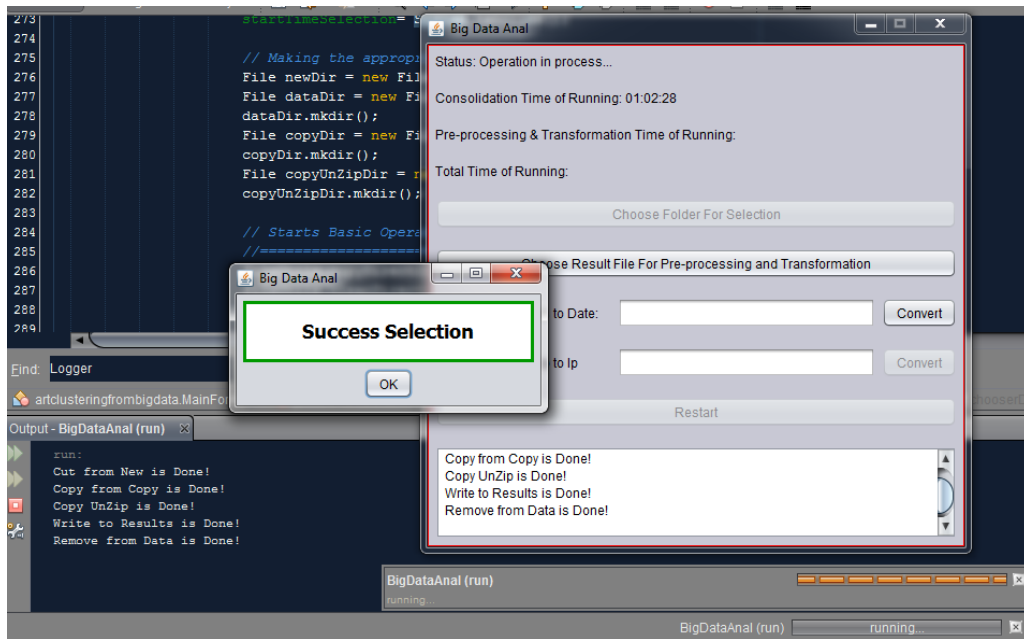 273 startTimeSelection= S
274
275 // Making the appropr
276 File newDir = new Fil
277 File dataDir = new Fi
278 dataDir.mkdir();
279 File copyDir = new Fi
280 copyDir.mkdir();
281 File copyUnZipDir = n
282 copyUnZipDir.mkdir();
283
284 // Starts Basic Opera
285 //====================
286
287
288
289
Find: Logger
artclusteringfrombigdata.MainFo
Output - BigDataAnal (run)
run:
Cut from New is Done!
Copy from Copy is Done!
Copy UnZip is Done!
Write to Results is Done!
Remove from Data is Done!
Big Data Anal
Status: Operation in process...
Consolidation Time of Running: 01:02:28
Pre-processing & Transformation Time of Running:
Total Time of Running:
Choose Folder For Selection
Choose Result File For Pre-processing and Transformation
to Date: Convert
to Ip Convert
Restart
Copy from Copy is Done!
Copy UnZip is Done!
Write to Results is Done!
Remove from Data is Done!
Big Data Anal
Success Selection
OK
BigDataAnal (run)
running...
BigDataAnal (run) running...